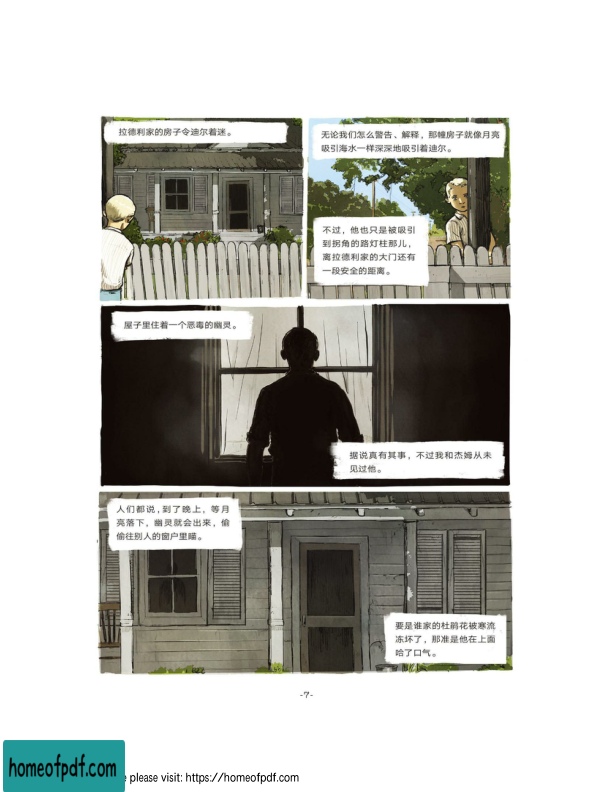 拉德利家的房子令迪尔着迷。
无论我们怎么警告、解释，那幢房子就像月亮
吸引海水一样深深地吸引着迪尔。
不过，他也只是被吸引
到拐角的路灯柱那儿，
离拉德利家的大门还有
一段安全的距离。
屋子里住着一个恶毒的幽灵。
据说真有其事，不过我和杰姆从未
见过他。
人们都说，到了晚上，等月
亮落下，幽灵就会出来，偷
偷往别人的窗户里瞄。
要是谁家的杜鹃花被寒流
冻坏了，那准是他在上面
哈了口气。
-7-
homeofpdf.com
e please visit: https://homeofpdf.com